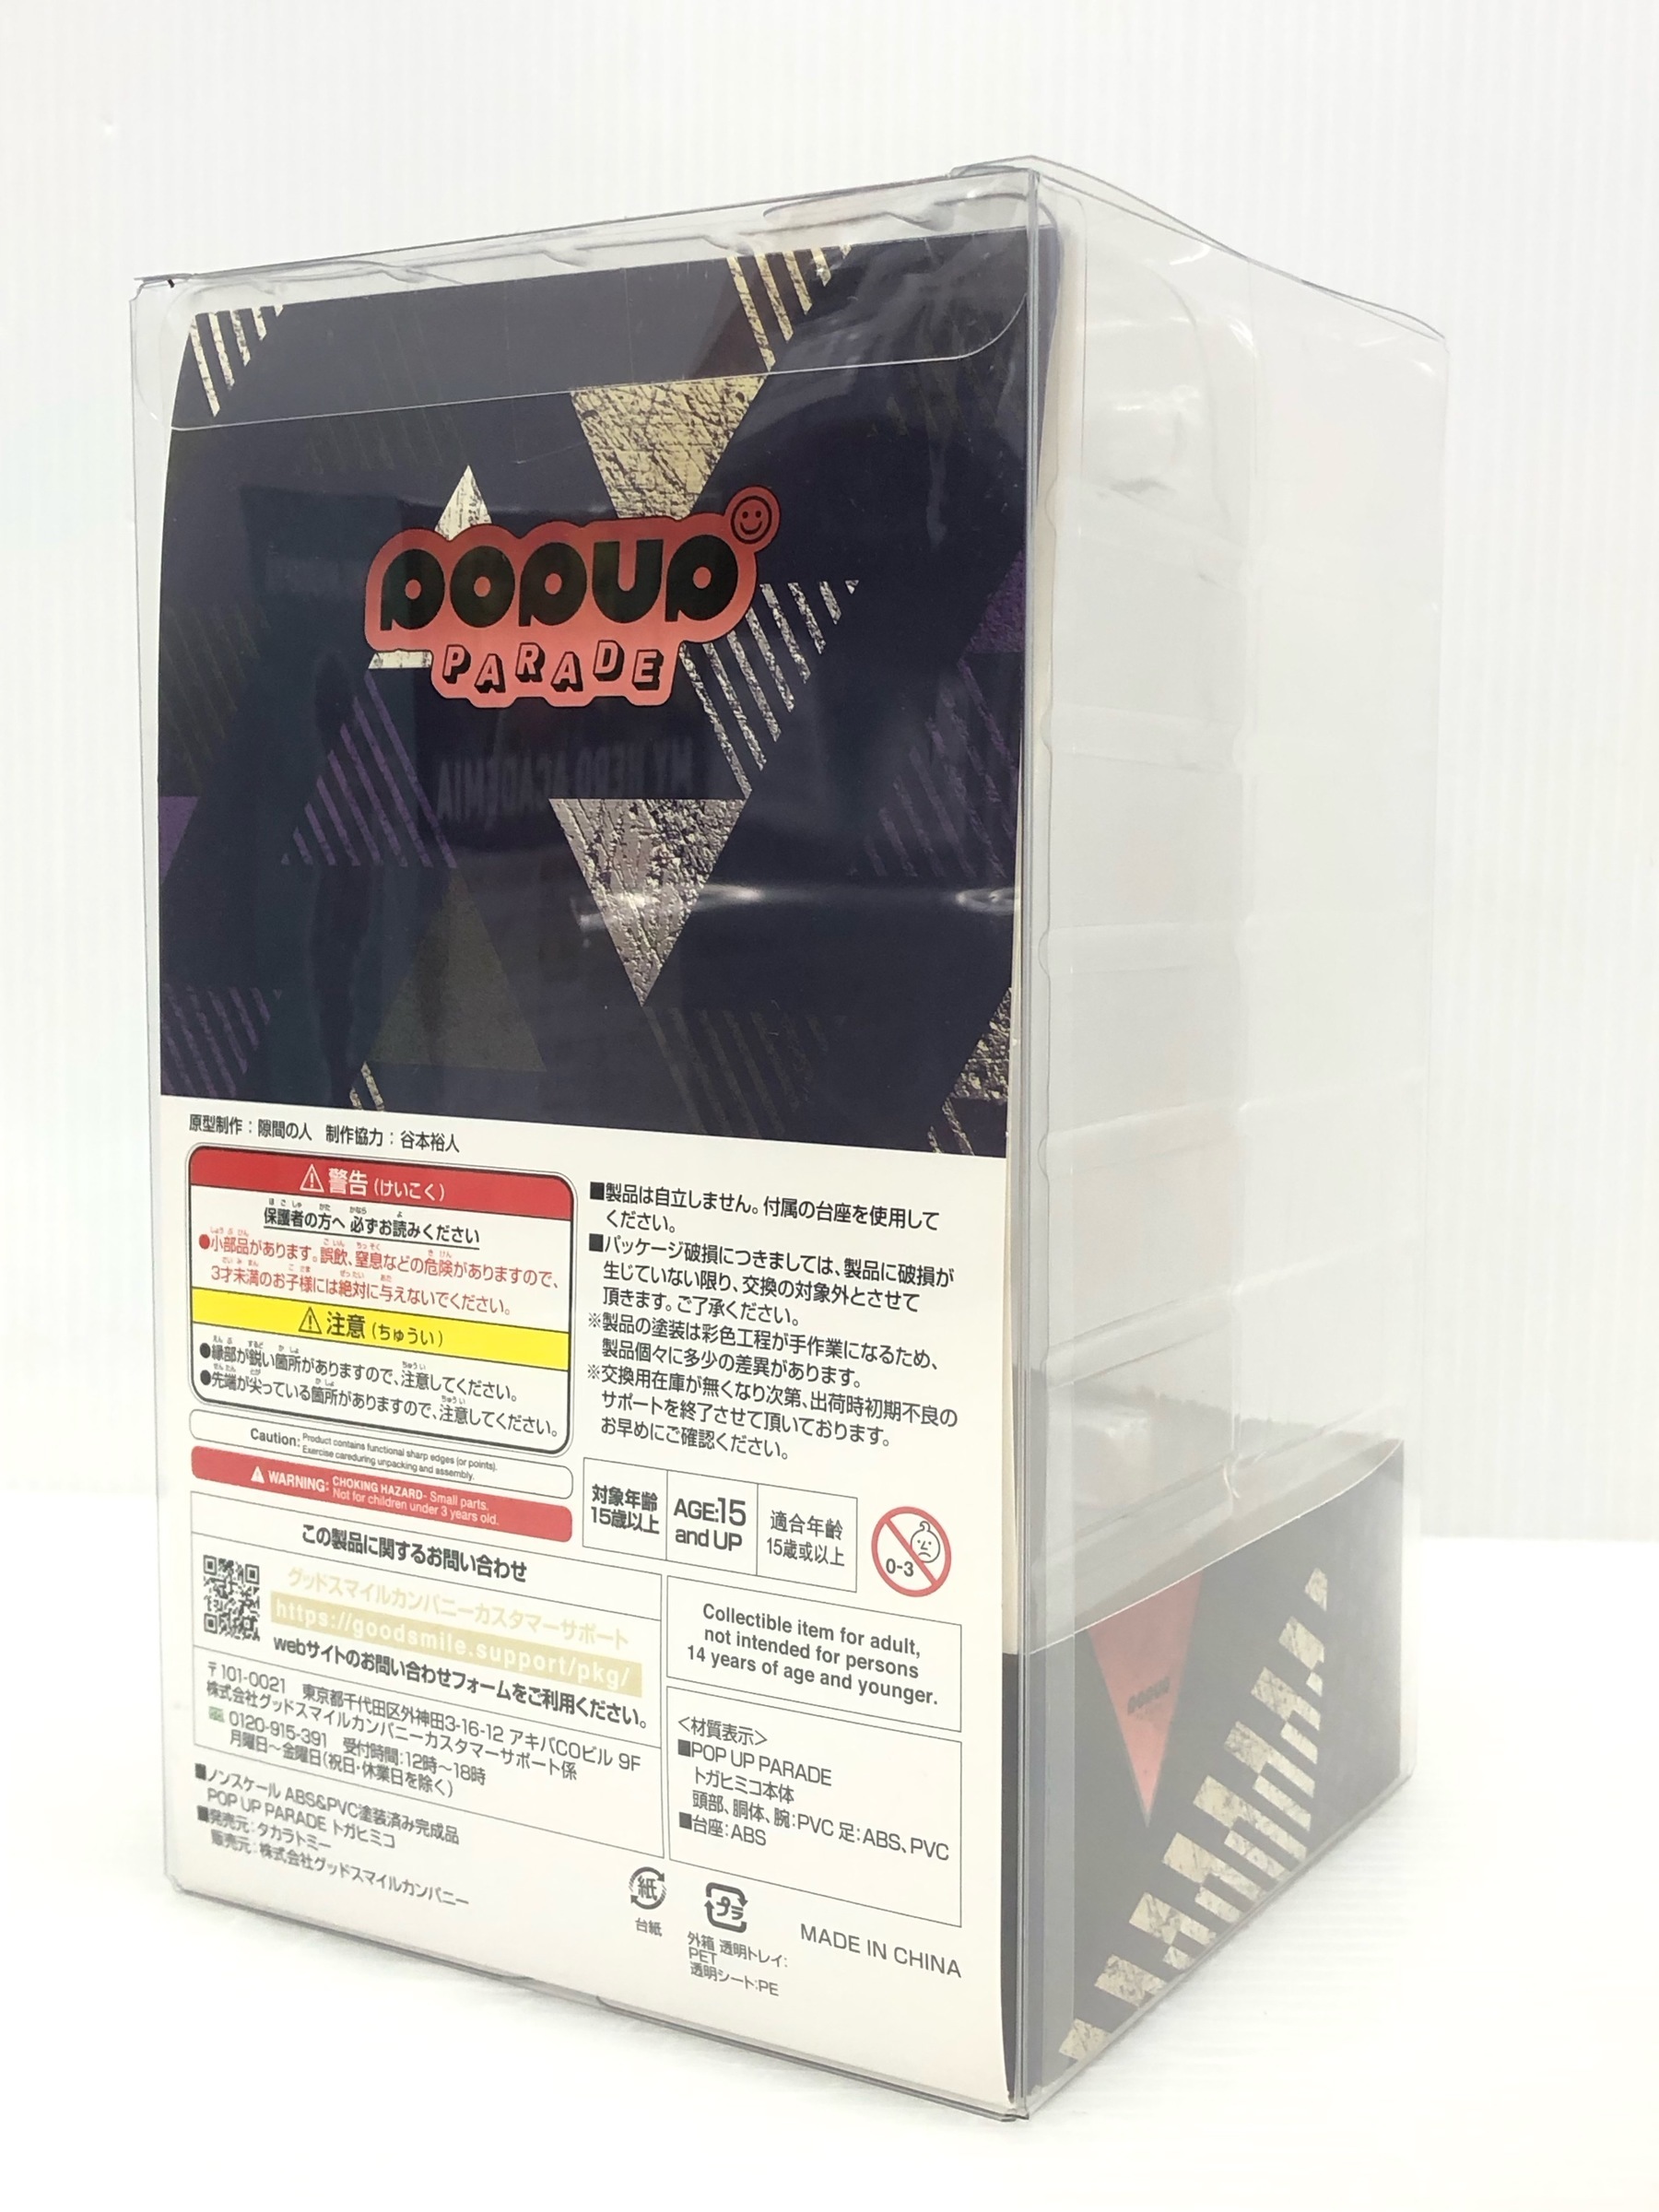 POPUP
PARADE
原型制作：隙間の人　制作協力：谷本裕人
警告（けいこく）
保護者の方へ 必ずお読みください
●小部品があります。誤飲、窒息などの危険がありますので、
3才未満のお子様には絶対に与えないでください。
注意（ちゅうい）
●縁部が鋭い箇所がありますので、注意してください。
●先端が尖っている箇所がありますので、注意してください。
Caution: Product contains functional sharp edges (or points).
Exercise careduring unpacking and assembly.
WARNING: CHOKING HAZARD- Small parts.
Not for children under 3 years old.
■製品は自立しません。付属の台座を使用して
ください。
■パッケージ破損につきましては、製品に破損が
生じていない限り、交換の対象外とさせて
頂きます。ご了承ください。
※製品の塗装は彩色工程が手作業になるため、
製品個々に多少の差異があります。
※交換用在庫が無くなり次第、出荷時初期不良の
サポートを終了させて頂いております。
お早めにご確認ください。
対象年齢
15歳以上
AGE:15
and UP
適合年齢
15歳或以上
0-3
この製品に関するお問い合わせ
グッドスマイルカンパニーカスタマーサポート
https://goodsmile.support/pkg/
webサイトのお問い合わせフォームをご利用ください。
〒101-0021　東京都千代田区外神田3-16-12 アキバCOビル 9F
株式会社グッドスマイルカンパニーカスタマーサポート係
0120-915-391　受付時間:12時～18時
月曜日～金曜日(祝日・休業日を除く)
Collectible item for adult,
not intended for persons
14 years of age and younger.
＜材質表示＞
■POP UP PARADE
トガヒミコ本体
頭部、胴体、腕:PVC 足:ABS、PVC
■台座:ABS
■ノンスケール ABS&PVC塗装済み完成品
POP UP PARADE トガヒミコ
■発売元:タカラトミー
販売元:株式会社グッドスマイルカンパニー
紙
台紙
プラ
外箱 透明トレイ:
PET
透明シート:PE
MADE IN CHINA
MY HERO ACADEMIA
POPUP